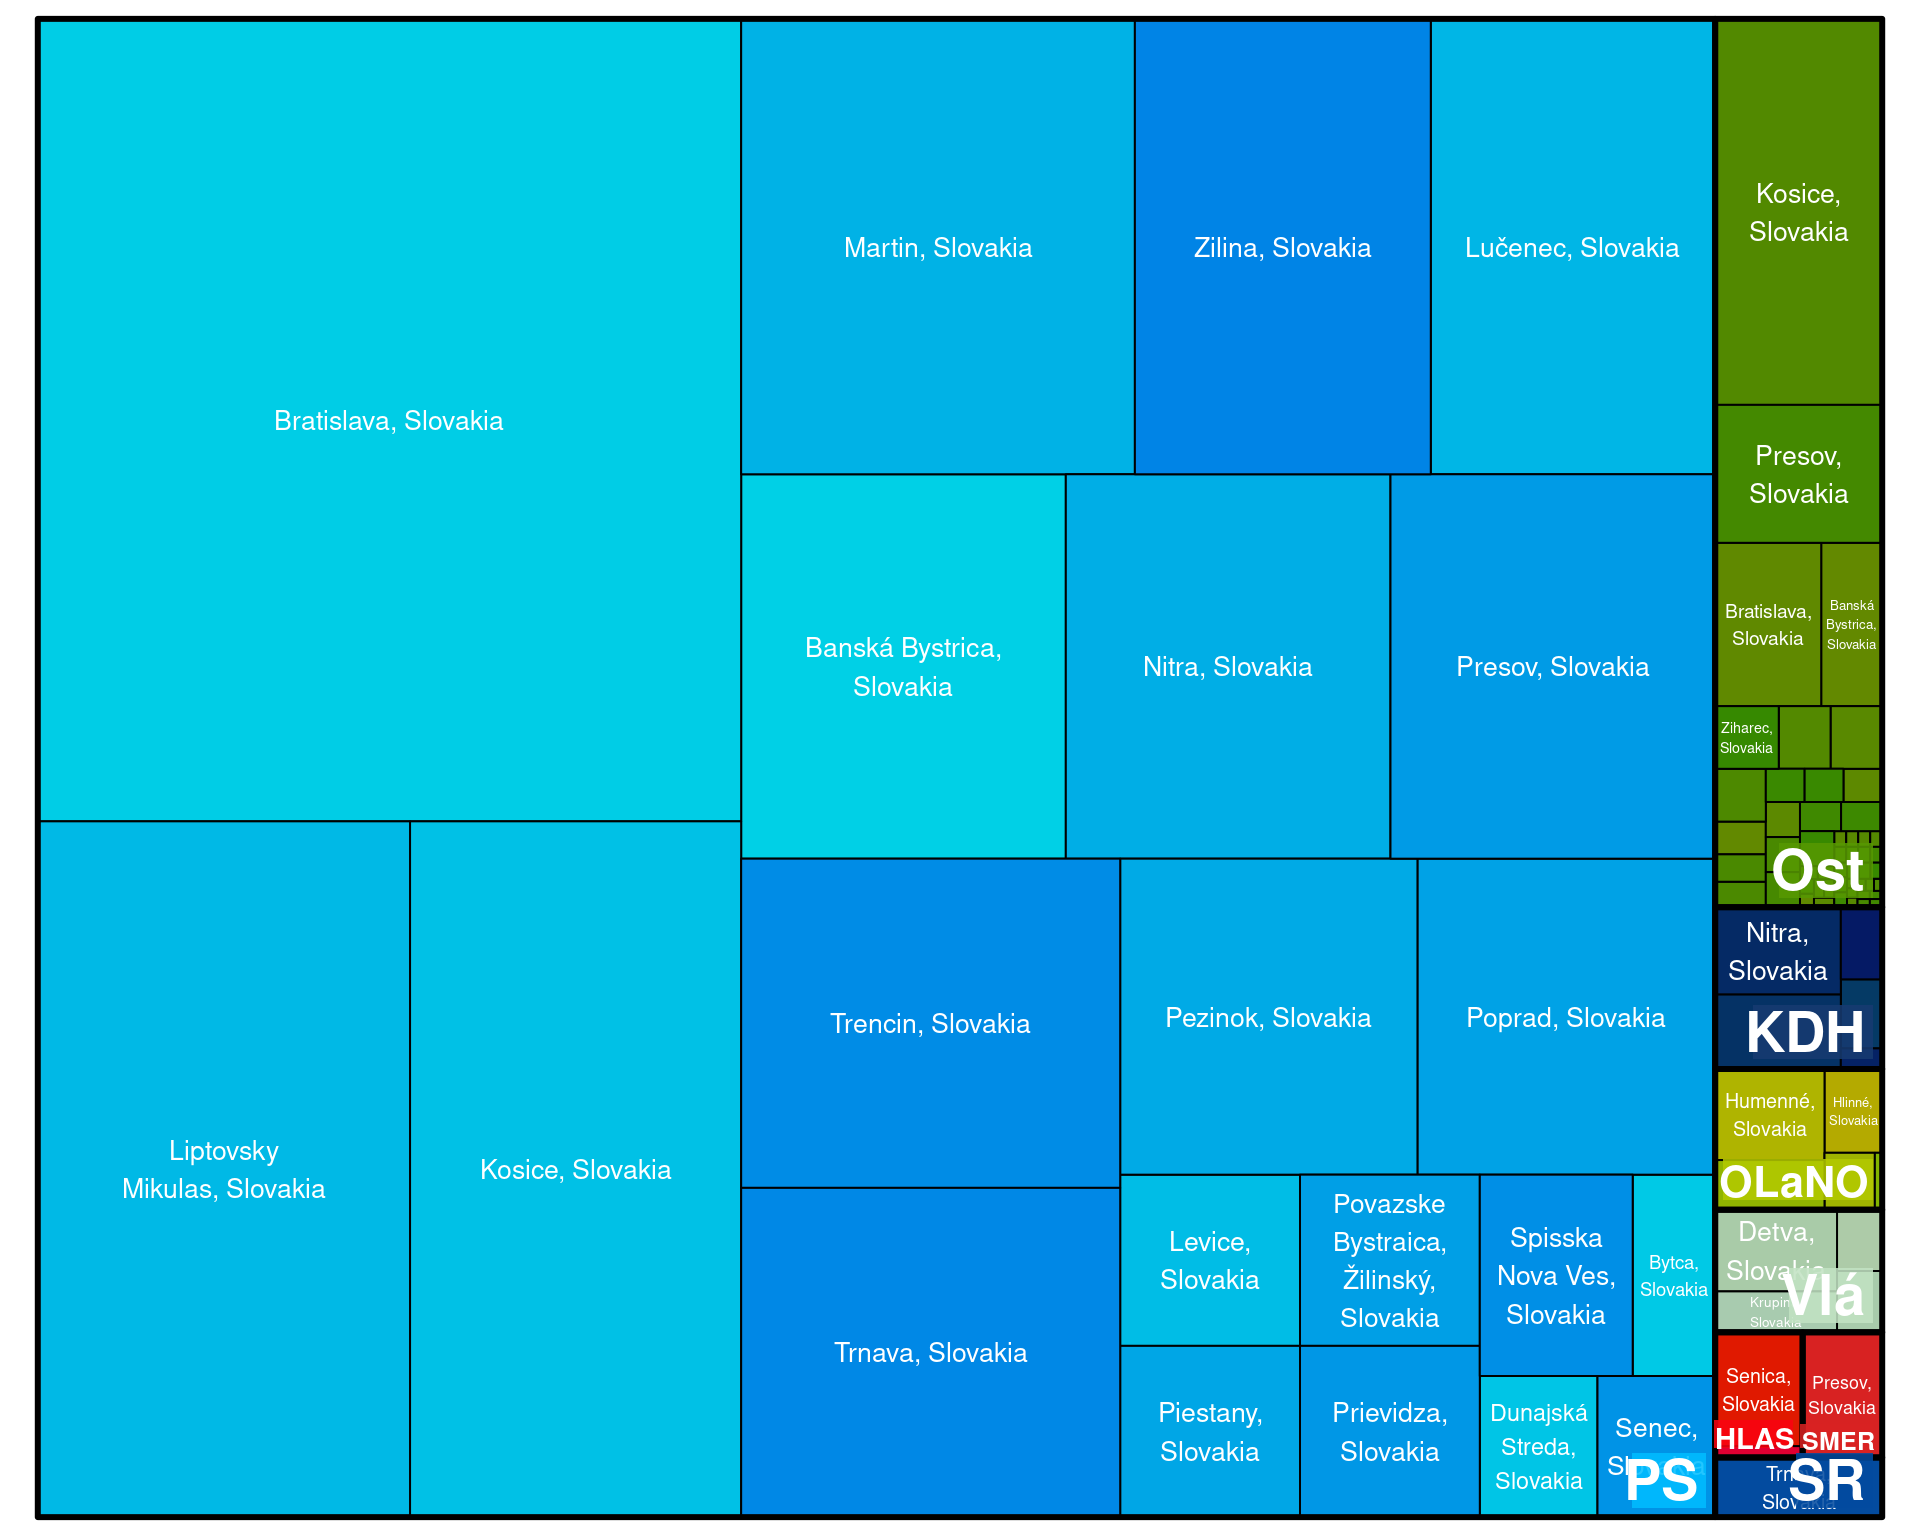 Bratislava, Slovakia
Liptovsky
Mikulas, Slovakia
Kosice, Slovakia
Martin, Slovakia
Zilina, Slovakia
Lučenec, Slovakia
Banská Bystrica,
Slovakia
Nitra, Slovakia
Presov, Slovakia
Trencin, Slovakia
Trnava, Slovakia
Pezinok, Slovakia
Poprad, Slovakia
Levice,
Slovakia
Povazske
Bystraica,
Žilinský,
Slovakia
Spisska
Nova Ves,
Slovakia
Bytca,
Slovakia
Piestany,
Slovakia
Prievidza,
Slovakia
Dunajská
Streda,
Slovakia
Senec,
Slovakia
PS
Kosice,
Slovakia
Presov,
Slovakia
Bratislava,
Slovakia
Banská
Bystrica,
Slovakia
Ziharec,
Slovakia
Ost
Nitra,
Slovakia
KDH
Humenné,
Slovakia
Hlinné,
Slovakia
OLaNO
Detva,
Slovakia
Vlá
Slovakia
Senica,
Slovakia
HLAS
Presov,
Slovakia
SMER
Slovakia
SR